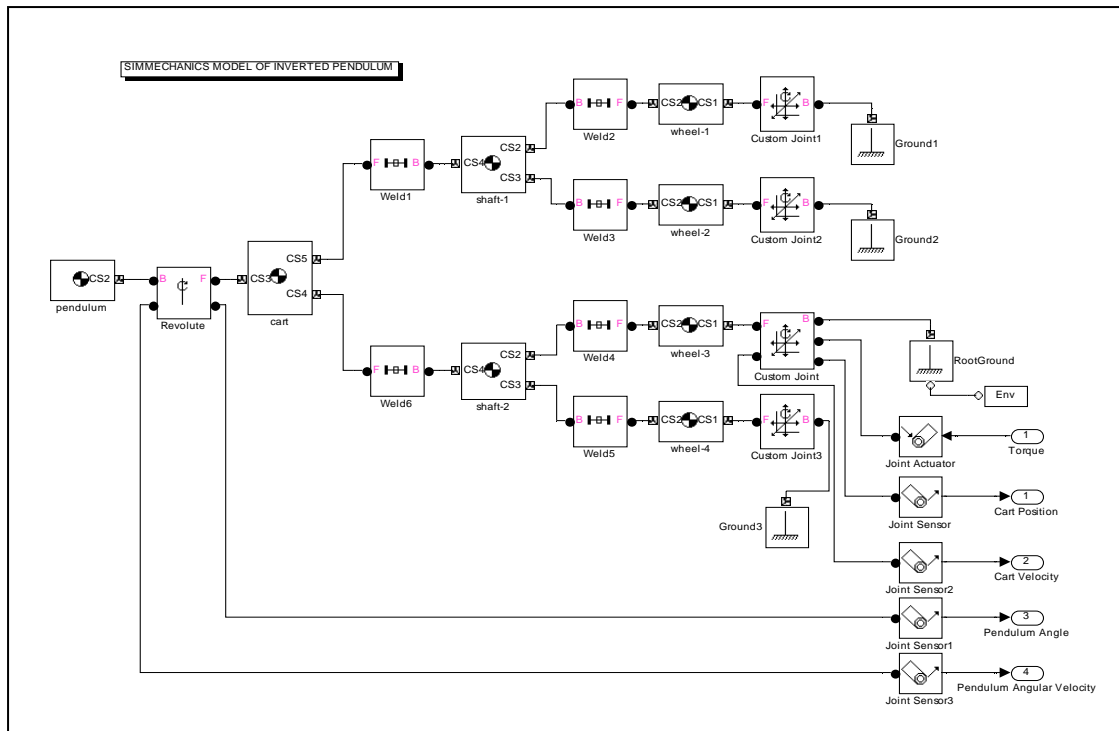 SIMMECHANICS MODEL OF INVERTED PENDULUM
B F
Weld2
CS2 CS1
wheel-1
F B
Custom Joint1
Ground1
F B
Weld1
CS4 CS2
CS3
shaft-1
B F
Weld3
CS2 CS1
wheel-2
F B
Custom Joint2
Ground2
CS2
pendulum
B F
Revolute
CS3 CS5
CS4
cart
B F
Weld4
CS2 CS1
wheel-3
F B
Custom Joint
RootGround
Env
F B
Weld6
CS4 CS2
CS3
shaft-2
B F
Weld5
CS2 CS1
wheel-4
F B
Custom Joint3
Ground3
Joint Actuator
1
Torque
Joint Sensor
1
Cart Position
Joint Sensor2
2
Cart Velocity
Joint Sensor1
3
Pendulum Angle
Joint Sensor3
4
Pendulum Angular Velocity